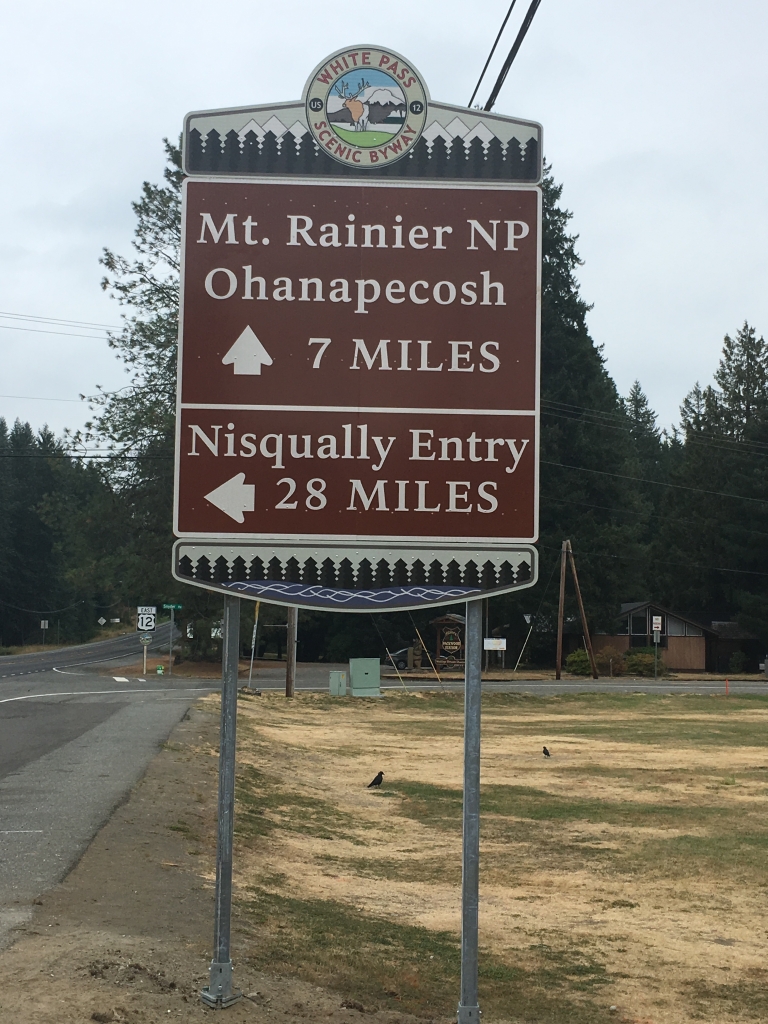 WHITE PASS
US 12
SCENIC BYWAY
Mt. Rainier NP
Ohanapecosh
7 MILES
Nisqually Entry
28 MILES
EAST
12